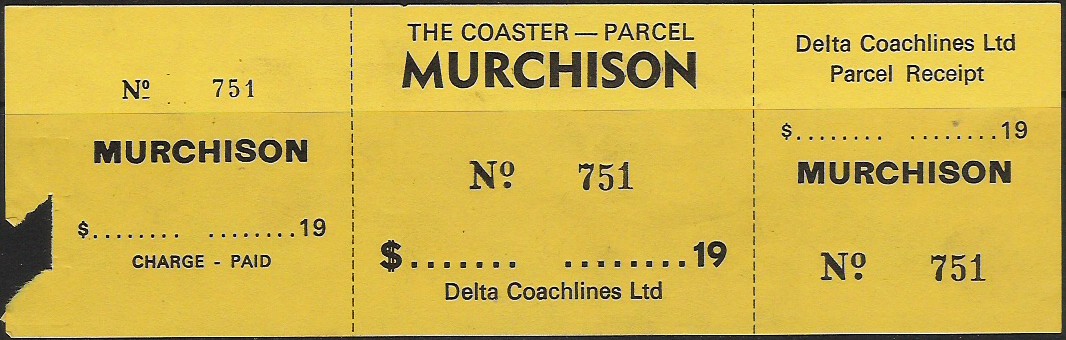 Nº 751
MURCHISON
$........ ........19
CHARGE - PAID
THE COASTER — PARCEL
MURCHISON
Nº 751
$....... ........19
Delta Coachlines Ltd
Delta Coachlines Ltd
Parcel Receipt
$........ ........19
MURCHISON
Nº 751